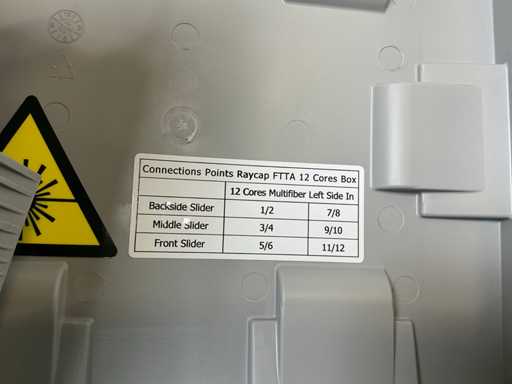 Connections Points Raycap FTTA 12 Cores Box
12 Cores Multifiber Left Side In
Backside Slider 1/2 7/8
Middle Slider 3/4 9/10
Front Slider 5/6 11/12